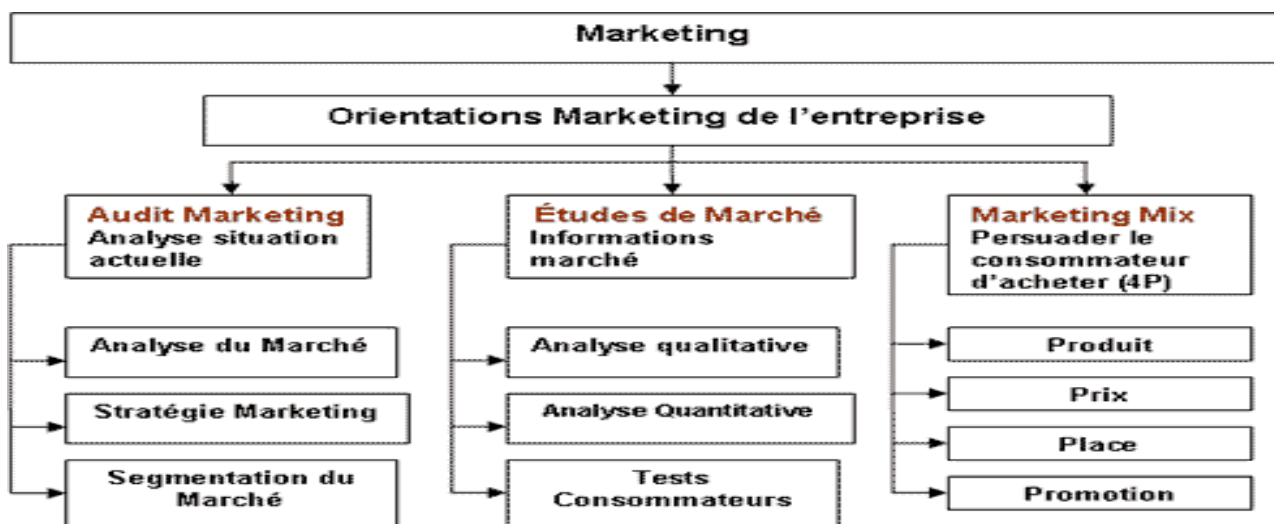 Marketing
Orientations Marketing de l'entreprise
Audit Marketing
Analyse situation
actuelle
Études de Marché
Informations
marché
Marketing Mix
Persuader le
consommateur
d'acheter (4P)
Analyse du Marché
Stratégie Marketing
Segmentation du
Marché
Analyse qualitative
Analyse Quantitative
Tests
Consommateurs
Produit
Prix
Place
Promotion